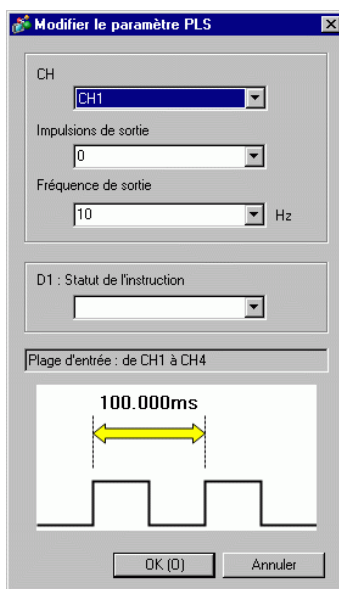 Modifier le paramètre PLS
CH
CH1
Impulsions de sortie
0
Fréquence de sortie
10 Hz
D1 : Statut de l'instruction
Plage d'entrée : de CH1 à CH4
100.000ms
OK (O) Annuler